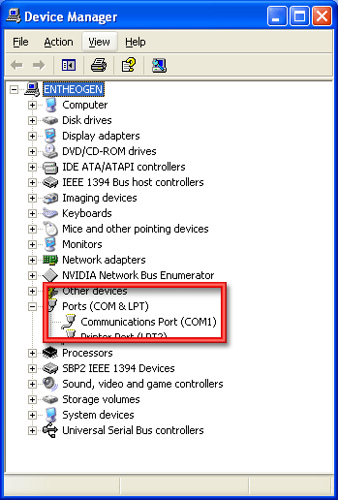 Device Manager
File Action View Help
ENTHEOGEN
Computer
Disk drives
Display adapters
DVD/CD-ROM drives
IDE ATA/ATAPI controllers
IEEE 1394 Bus host controllers
Imaging devices
Keyboards
Mice and other pointing devices
Monitors
Network adapters
NVIDIA Network Bus Enumerator
Other devices
Ports (COM & LPT)
Communications Port (COM1)
Printer Port (LPT2)
Processors
SBP2 IEEE 1394 Devices
Sound, video and game controllers
Storage volumes
System devices
Universal Serial Bus controllers